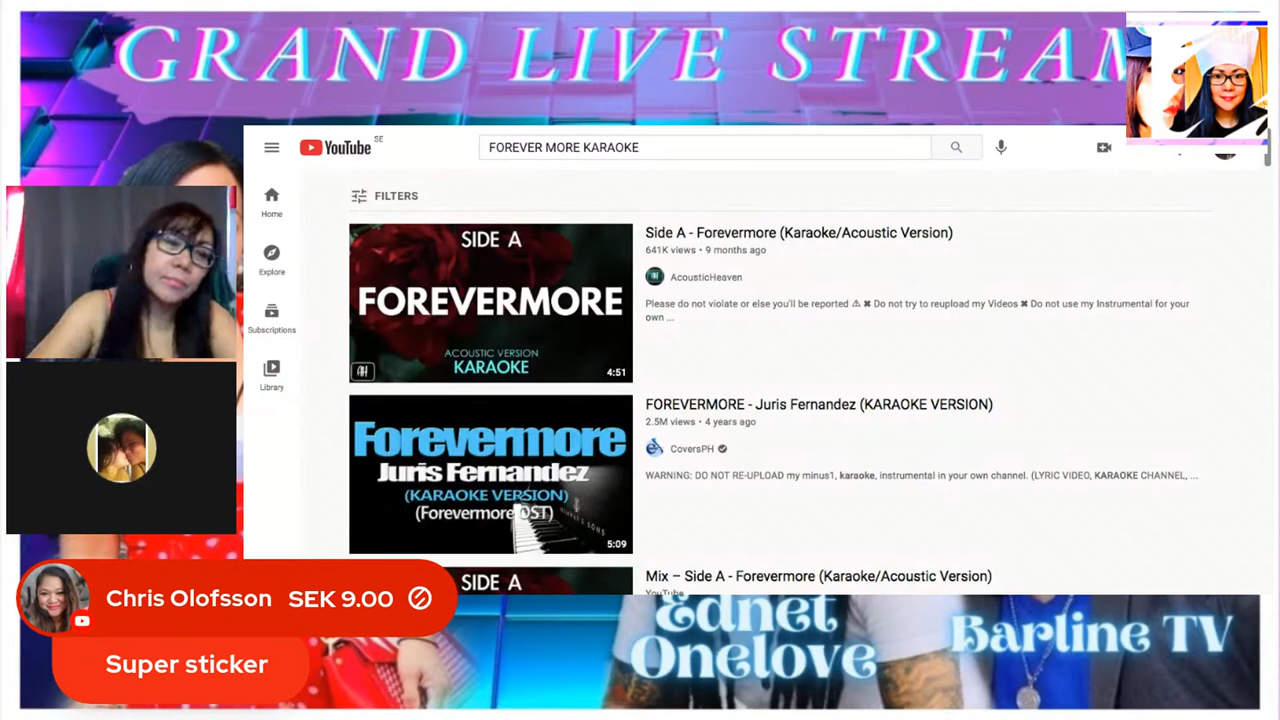 GRAND LIVE STREAM
YouTube SE
FOREVER MORE KARAOKE
Home
Explore
Subscriptions
Library
FILTERS
SIDE A
FOREVERMORE
ACOUSTIC VERSION
KARAOKE
AH
4:51
Side A - Forevermore (Karaoke/Acoustic Version)
641K views • 9 months ago
AcousticHeaven
Please do not violate or else you'll be reported ⚠ ✖ Do not try to reupload my Videos ✖ Do not use my Instrumental for your
own ...
Forevermore
Juris Fernandez
(KARAOKE VERSION)
(Forevermore OST)
5:09
FOREVERMORE - Juris Fernandez (KARAOKE VERSION)
2.5M views • 4 years ago
CoversPH
WARNING: DO NOT RE-UPLOAD my minus1, karaoke, instrumental in your own channel. (LYRIC VIDEO, KARAOKE CHANNEL, ...
SIDE A
Mix – Side A - Forevermore (Karaoke/Acoustic Version)
YouTube
Chris Olofsson SEK 9.00
Super sticker
Ednet
Onelove
Barline TV